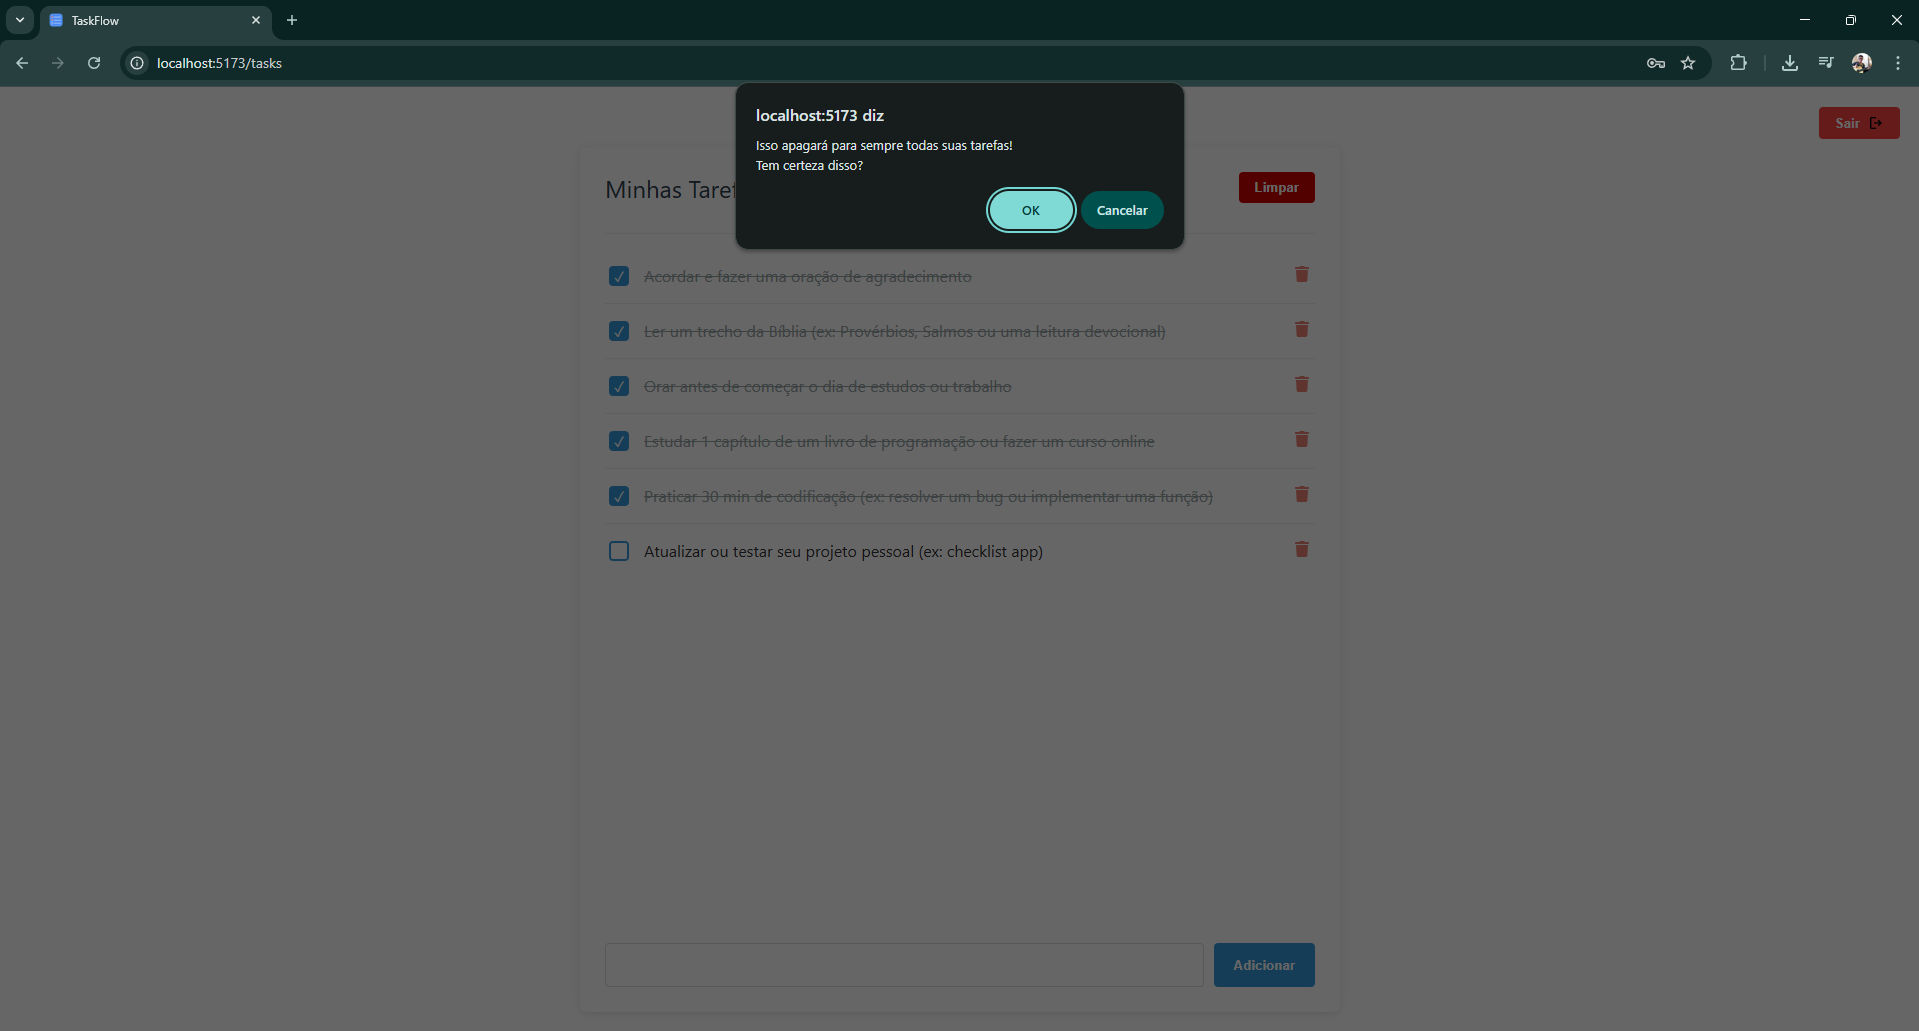 TaskFlow
localhost:5173/tasks
localhost:5173 diz
Isso apagará para sempre todas suas tarefas!
Tem certeza disso?
OK
Cancelar
Sair
Minhas Taref
Limpar
Acordar e fazer uma oração de agradecimento
Ler um trecho da Bíblia (ex: Provérbios, Salmos ou uma leitura devocional)
Orar antes de começar o dia de estudos ou trabalho
Estudar 1 capítulo de um livro de programação ou fazer um curso online
Praticar 30 min de codificação (ex: resolver um bug ou implementar uma função)
Atualizar ou testar seu projeto pessoal (ex: checklist app)
Adicionar